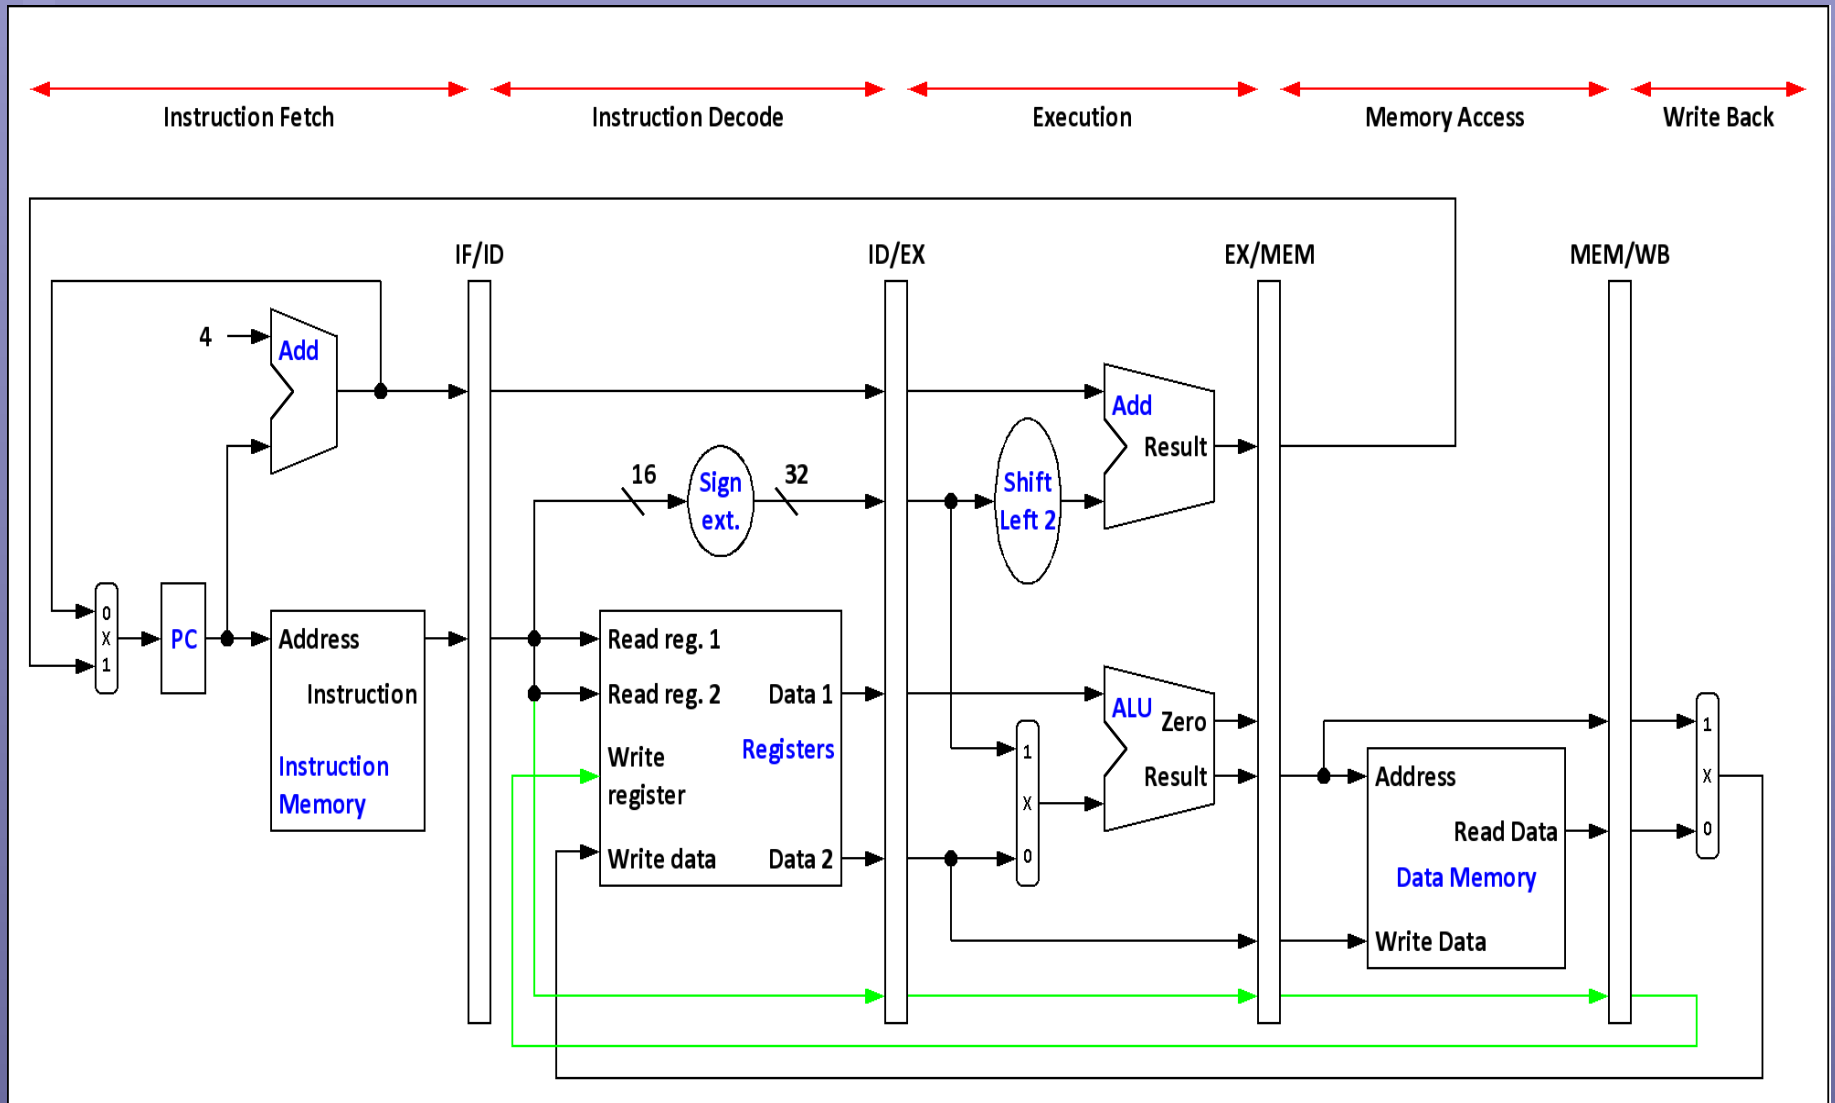 Instruction Fetch
Instruction Decode
Execution
Memory Access
Write Back
IF/ID
ID/EX
EX/MEM
MEM/WB
4
Add
Add
Result
16
Sign
ext.
32
Shift
Left 2
0
X
1
PC
Address
Instruction
Instruction
Memory
Read reg. 1
Read reg. 2
Data 1
Registers
Write
register
Write data
Data 2
1
X
0
ALU
Zero
Result
Address
Read Data
Data Memory
Write Data
1
X
0